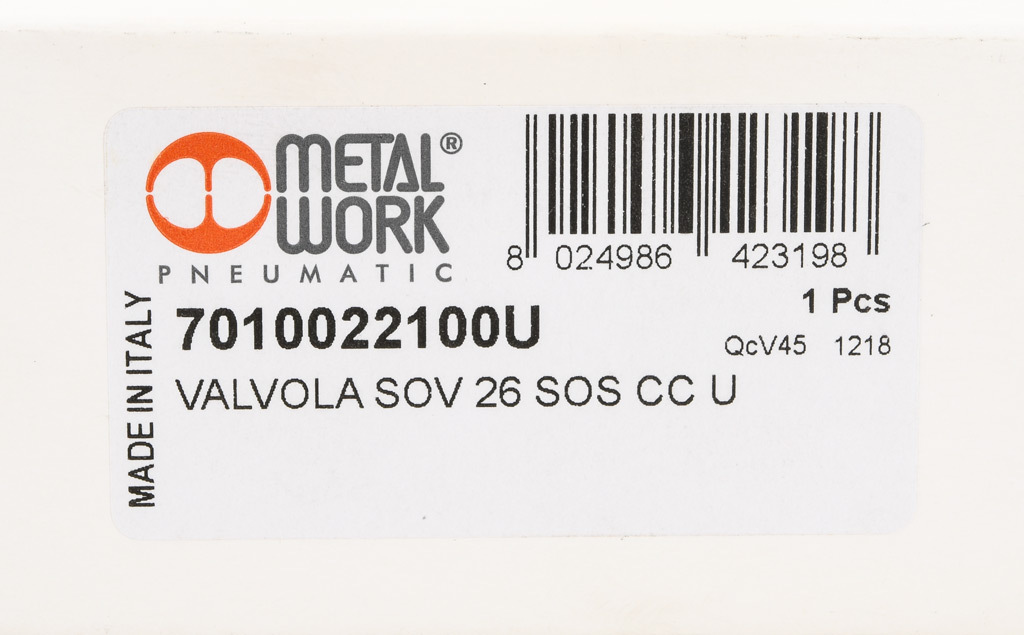 METAL®
WORK
PNEUMATIC
8 024986 423198
1 Pcs
MADE IN ITALY
7010022100U
QcV45 1218
VALVOLA SOV 26 SOS CC U